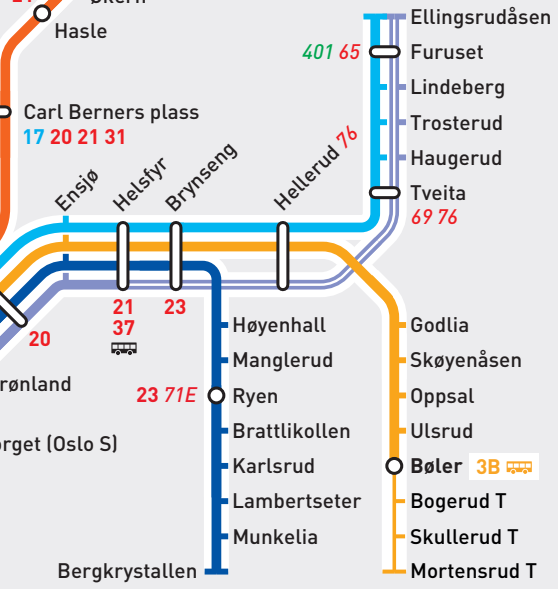 Hasle
Carl Berners plass
17 20 21 31
Ensjø
Helsfyr
Brynseng
Hellerud 76
21
37
23
20
Ellingsrudåsen
401 65
Furuset
Lindeberg
Trosterud
Haugerud
Tveita
69 76
Høyenhall
Manglerud
23 71E
Ryen
Brattlikollen
Karlsrud
Lambertseter
Munkelia
Bergkrystallen
Godlia
Skøyenåsen
Oppsal
Ulsrud
Bøler 3B
Bogerud T
Skullerud T
Mortensrud T
rønland
orget (Oslo S)